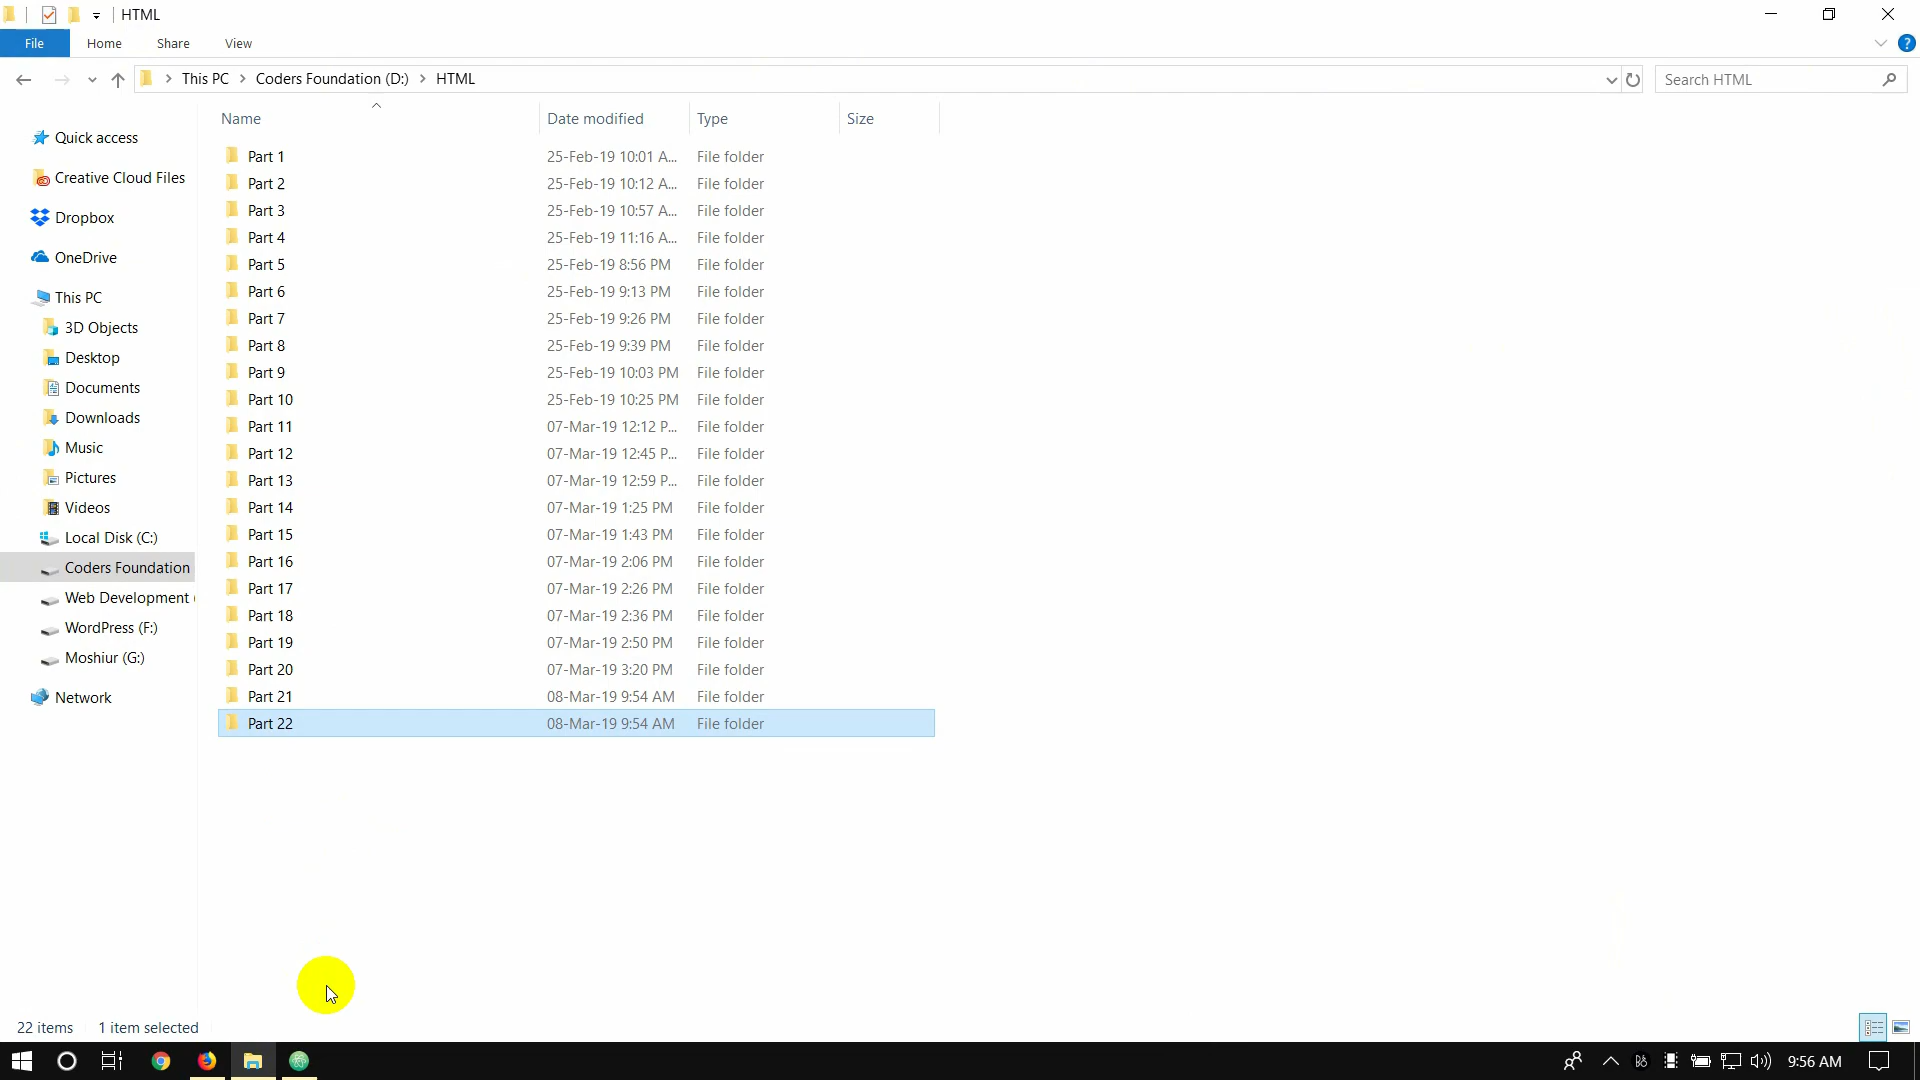 HTML
File Home Share View
This PC Coders Foundation (D:) HTML
Search HTML
Name Date modified Type Size
Quick access
Creative Cloud Files
Dropbox
OneDrive
This PC
3D Objects
Desktop
Documents
Downloads
Music
Pictures
Videos
Local Disk (C:)
Coders Foundation
Web Development (
WordPress (F:)
Moshiur (G:)
Network
Part 1 25-Feb-19 10:01 A... File folder
Part 2 25-Feb-19 10:12 A... File folder
Part 3 25-Feb-19 10:57 A... File folder
Part 4 25-Feb-19 11:16 A... File folder
Part 5 25-Feb-19 8:56 PM File folder
Part 6 25-Feb-19 9:13 PM File folder
Part 7 25-Feb-19 9:26 PM File folder
Part 8 25-Feb-19 9:39 PM File folder
Part 9 25-Feb-19 10:03 PM File folder
Part 10 25-Feb-19 10:25 PM File folder
Part 11 07-Mar-19 12:12 P... File folder
Part 12 07-Mar-19 12:45 P... File folder
Part 13 07-Mar-19 12:59 P... File folder
Part 14 07-Mar-19 1:25 PM File folder
Part 15 07-Mar-19 1:43 PM File folder
Part 16 07-Mar-19 2:06 PM File folder
Part 17 07-Mar-19 2:26 PM File folder
Part 18 07-Mar-19 2:36 PM File folder
Part 19 07-Mar-19 2:50 PM File folder
Part 20 07-Mar-19 3:20 PM File folder
Part 21 08-Mar-19 9:54 AM File folder
Part 22 08-Mar-19 9:54 AM File folder
22 items 1 item selected
9:56 AM